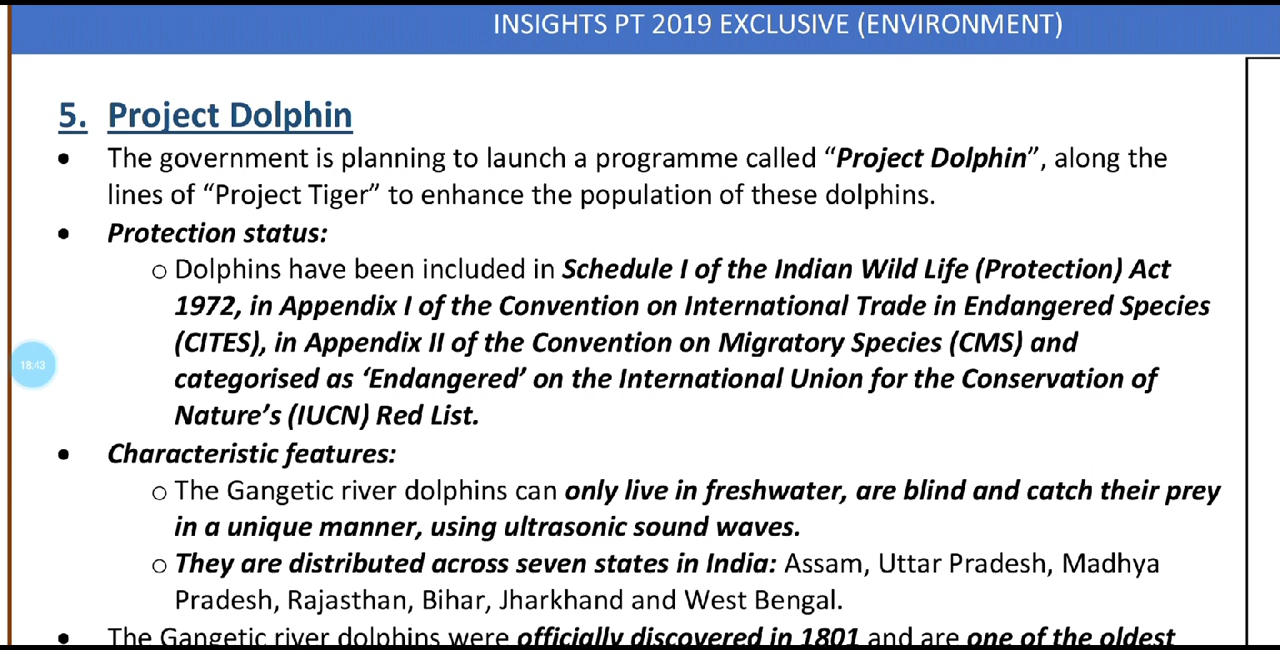 INSIGHTS PT 2019 EXCLUSIVE (ENVIRONMENT)
5. Project Dolphin
• The government is planning to launch a programme called “Project Dolphin”, along the
lines of “Project Tiger” to enhance the population of these dolphins.
• Protection status:
o Dolphins have been included in Schedule I of the Indian Wild Life (Protection) Act
1972, in Appendix I of the Convention on International Trade in Endangered Species
(CITES), in Appendix II of the Convention on Migratory Species (CMS) and
categorised as ‘Endangered’ on the International Union for the Conservation of
Nature’s (IUCN) Red List.
18:43
• Characteristic features:
o The Gangetic river dolphins can only live in freshwater, are blind and catch their prey
in a unique manner, using ultrasonic sound waves.
o They are distributed across seven states in India: Assam, Uttar Pradesh, Madhya
Pradesh, Rajasthan, Bihar, Jharkhand and West Bengal.
• The Gangetic river dolphins were officially discovered in 1801 and are one of the oldest